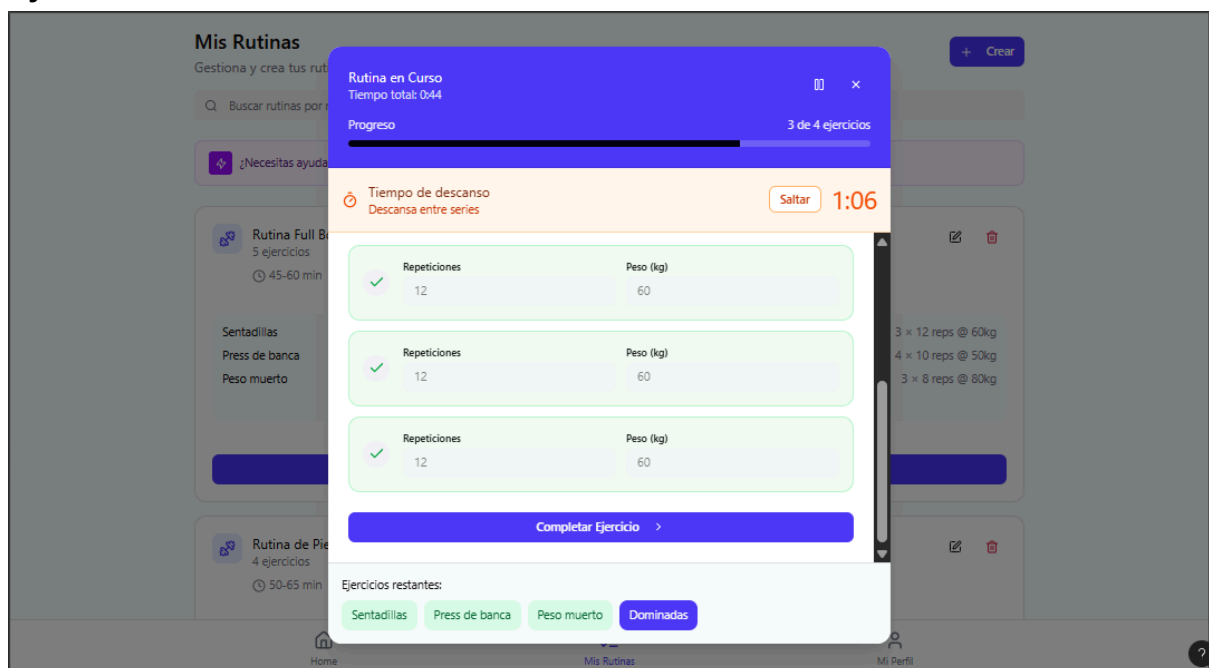 Mis Rutinas
Gestiona y crea tus ruti
+ Crear
Buscar rutinas por r
¿Necesitas ayuda
Rutina en Curso
Tiempo total: 0:44
Progreso
3 de 4 ejercicios
Tiempo de descanso
Descansa entre series
Saltar
1:06
Rutina Full Bo
5 ejercicios
45-60 min
Sentadillas
3 × 12 reps @ 60kg
Press de banca
4 × 10 reps @ 50kg
Peso muerto
3 × 8 reps @ 80kg
Repeticiones
Peso (kg)
12
60
Repeticiones
Peso (kg)
12
60
Repeticiones
Peso (kg)
12
60
Completar Ejercicio
Rutina de Pie
4 ejercicios
50-65 min
Ejercicios restantes:
Sentadillas
Press de banca
Peso muerto
Dominadas
Home
Mis Rutinas
Mi Perfil
?